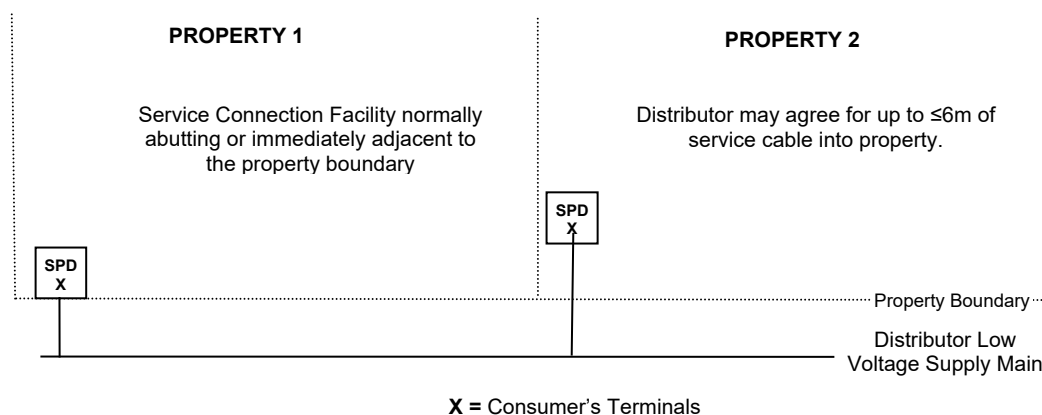 PROPERTY 1
PROPERTY 2
Service Connection Facility normally
abutting or immediately adjacent to
the property boundary
Distributor may agree for up to ≤6m of
service cable into property.
SPD
X
SPD
X
Property Boundary
Distributor Low
Voltage Supply Main
X = Consumer's Terminals